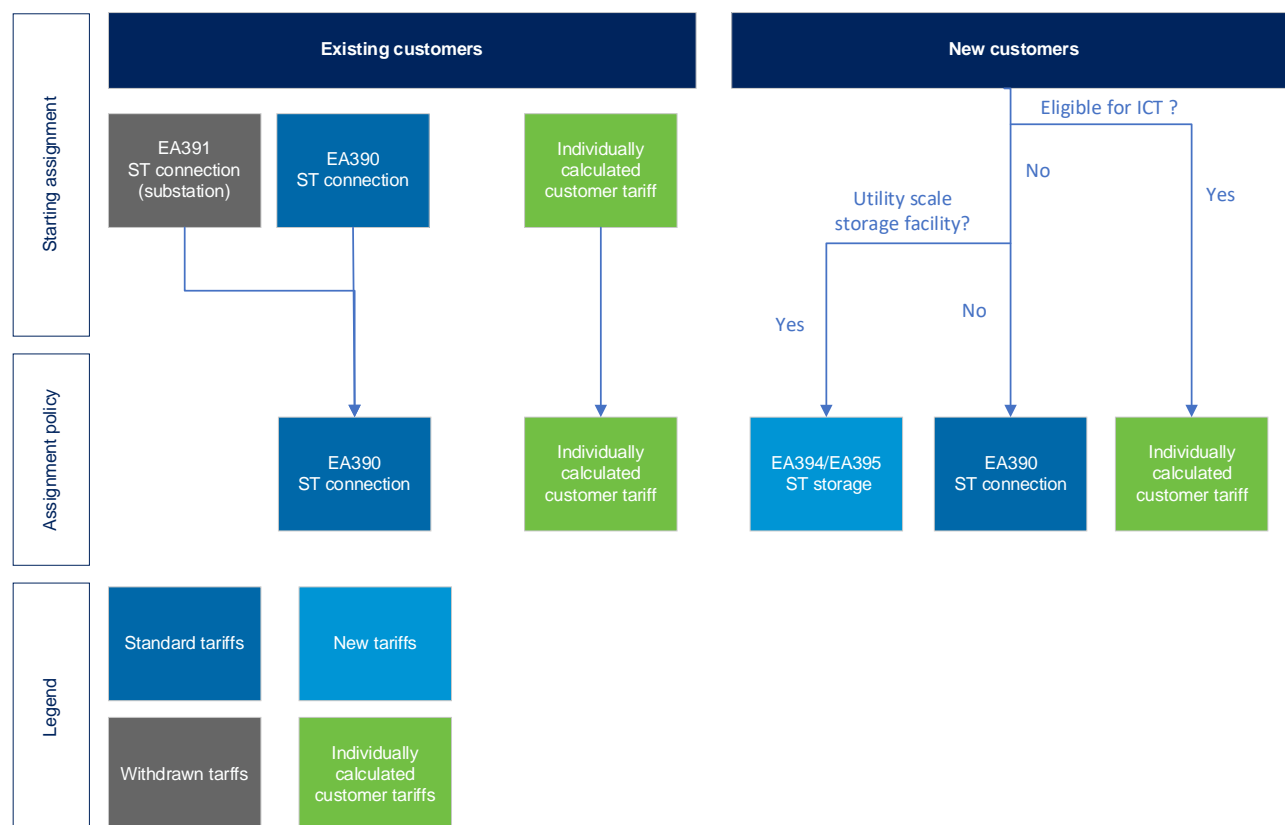 Existing customers
New customers
Starting assignment
EA391
ST connection
(substation)
EA390
ST connection
Individually
calculated
customer tariff
Eligible for ICT ?
No
Yes
Utility scale
storage facility?
Yes
No
Assignment policy
EA390
ST connection
Individually
calculated
customer tariff
EA394/EA395
ST storage
EA390
ST connection
Individually
calculated
customer tariff
Legend
Standard tariffs
New tariffs
Withdrawn tarffs
Individually
calculated
customer tariffs